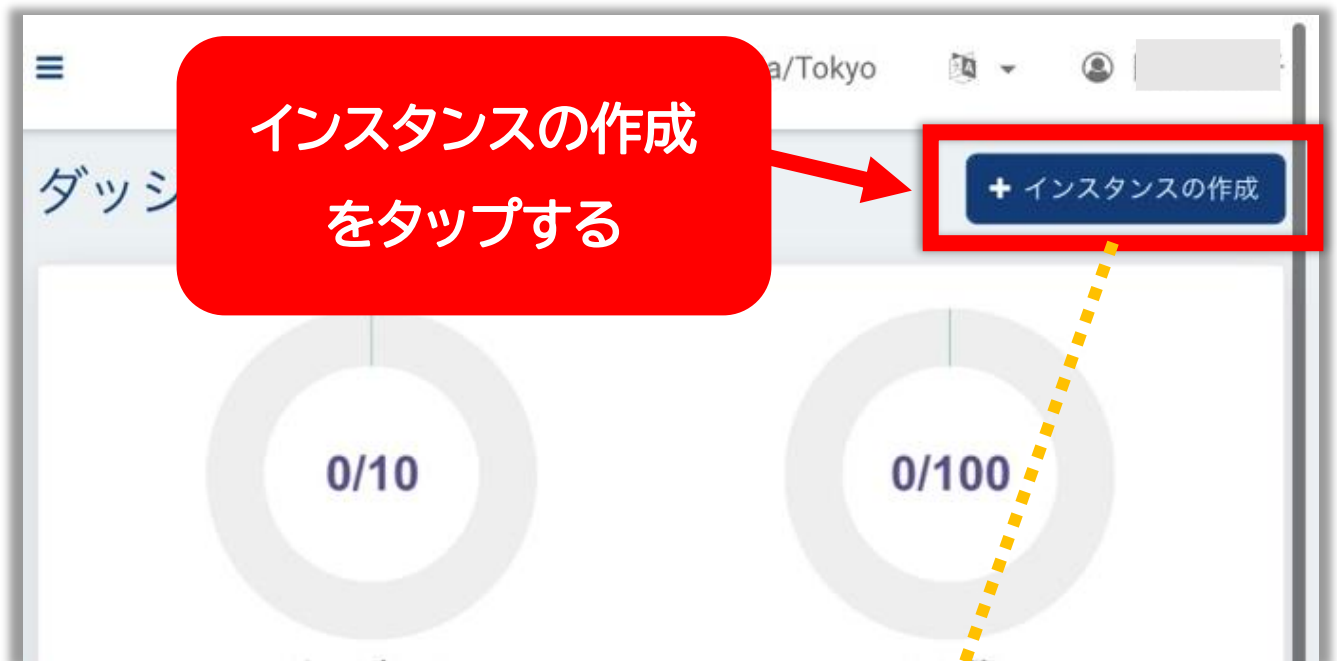 a/Tokyo
インスタンスの作成
をタップする
ダッシ
+ インスタンスの作成
0/10
0/100